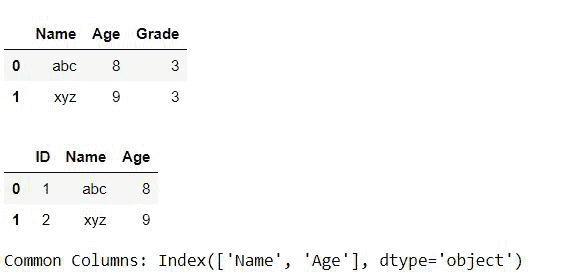 Name Age Grade
0 abc 8 3
1 xyz 9 3
ID Name Age
0 1 abc 8
1 2 xyz 9
Common Columns: Index(['Name', 'Age'], dtype='object')